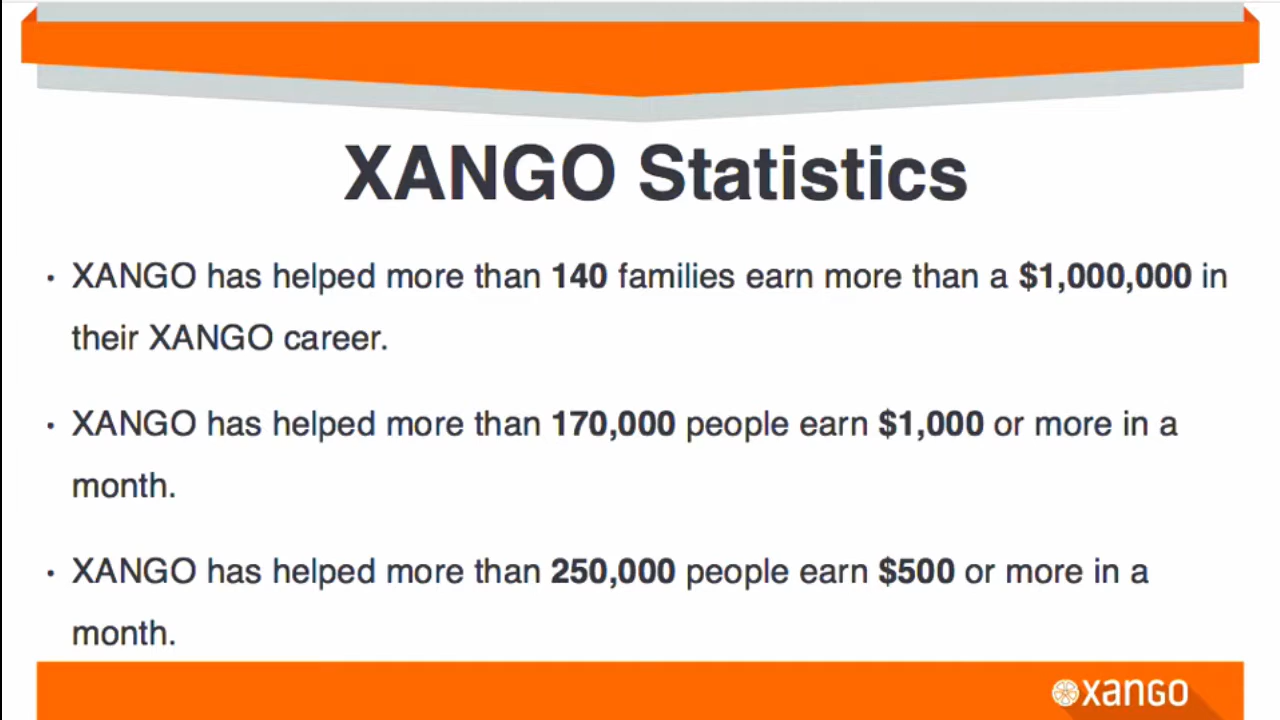 XANGO Statistics
• XANGO has helped more than 140 families earn more than a $1,000,000 in
their XANGO career.
• XANGO has helped more than 170,000 people earn $1,000 or more in a
month.
• XANGO has helped more than 250,000 people earn $500 or more in a
month.
xango